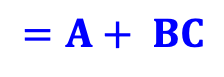 = A + BC